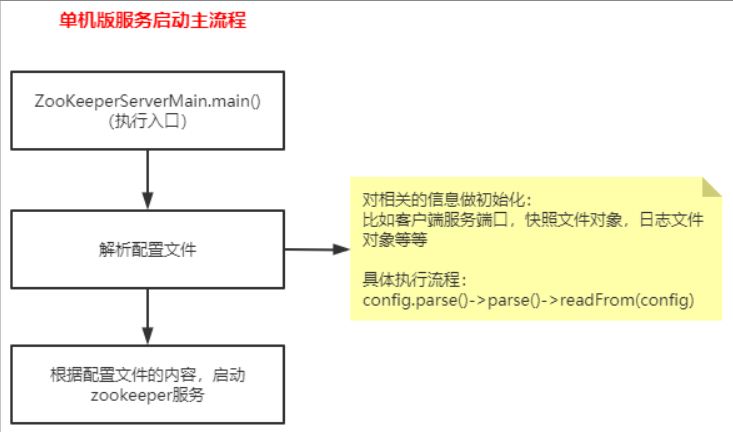 单机版服务启动主流程
ZooKeeperServerMain.main()
（执行入口）
解析配置文件
对相关的信息做初始化：
比如客户端服务端口，快照文件对象，日志文件
对象等等
具体执行流程：
config.parse()->parse()->readFrom(config)
根据配置文件的内容，启动
zookeeper服务